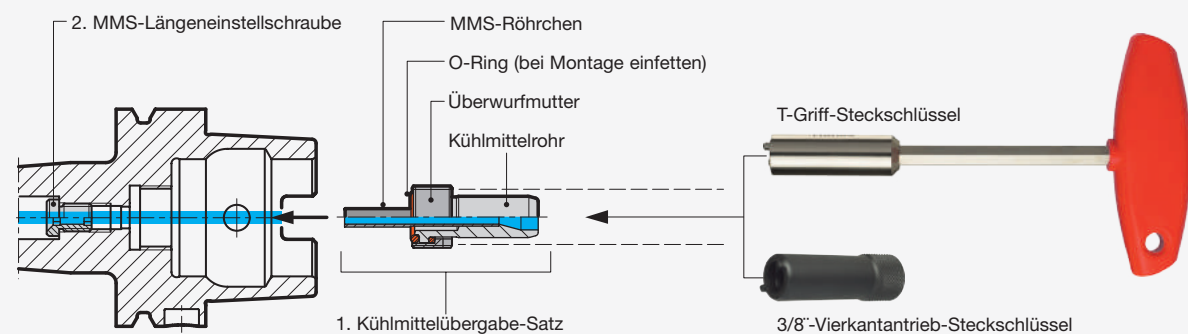 2. MMS-Längeneinstellschraube
MMS-Röhrchen
O-Ring (bei Montage einfetten)
Überwurfmutter
Kühlmittelrohr
T-Griff-Steckschlüssel
1. Kühlmittelübergabe-Satz
3/8¨-Vierkantantrieb-Steckschlüssel